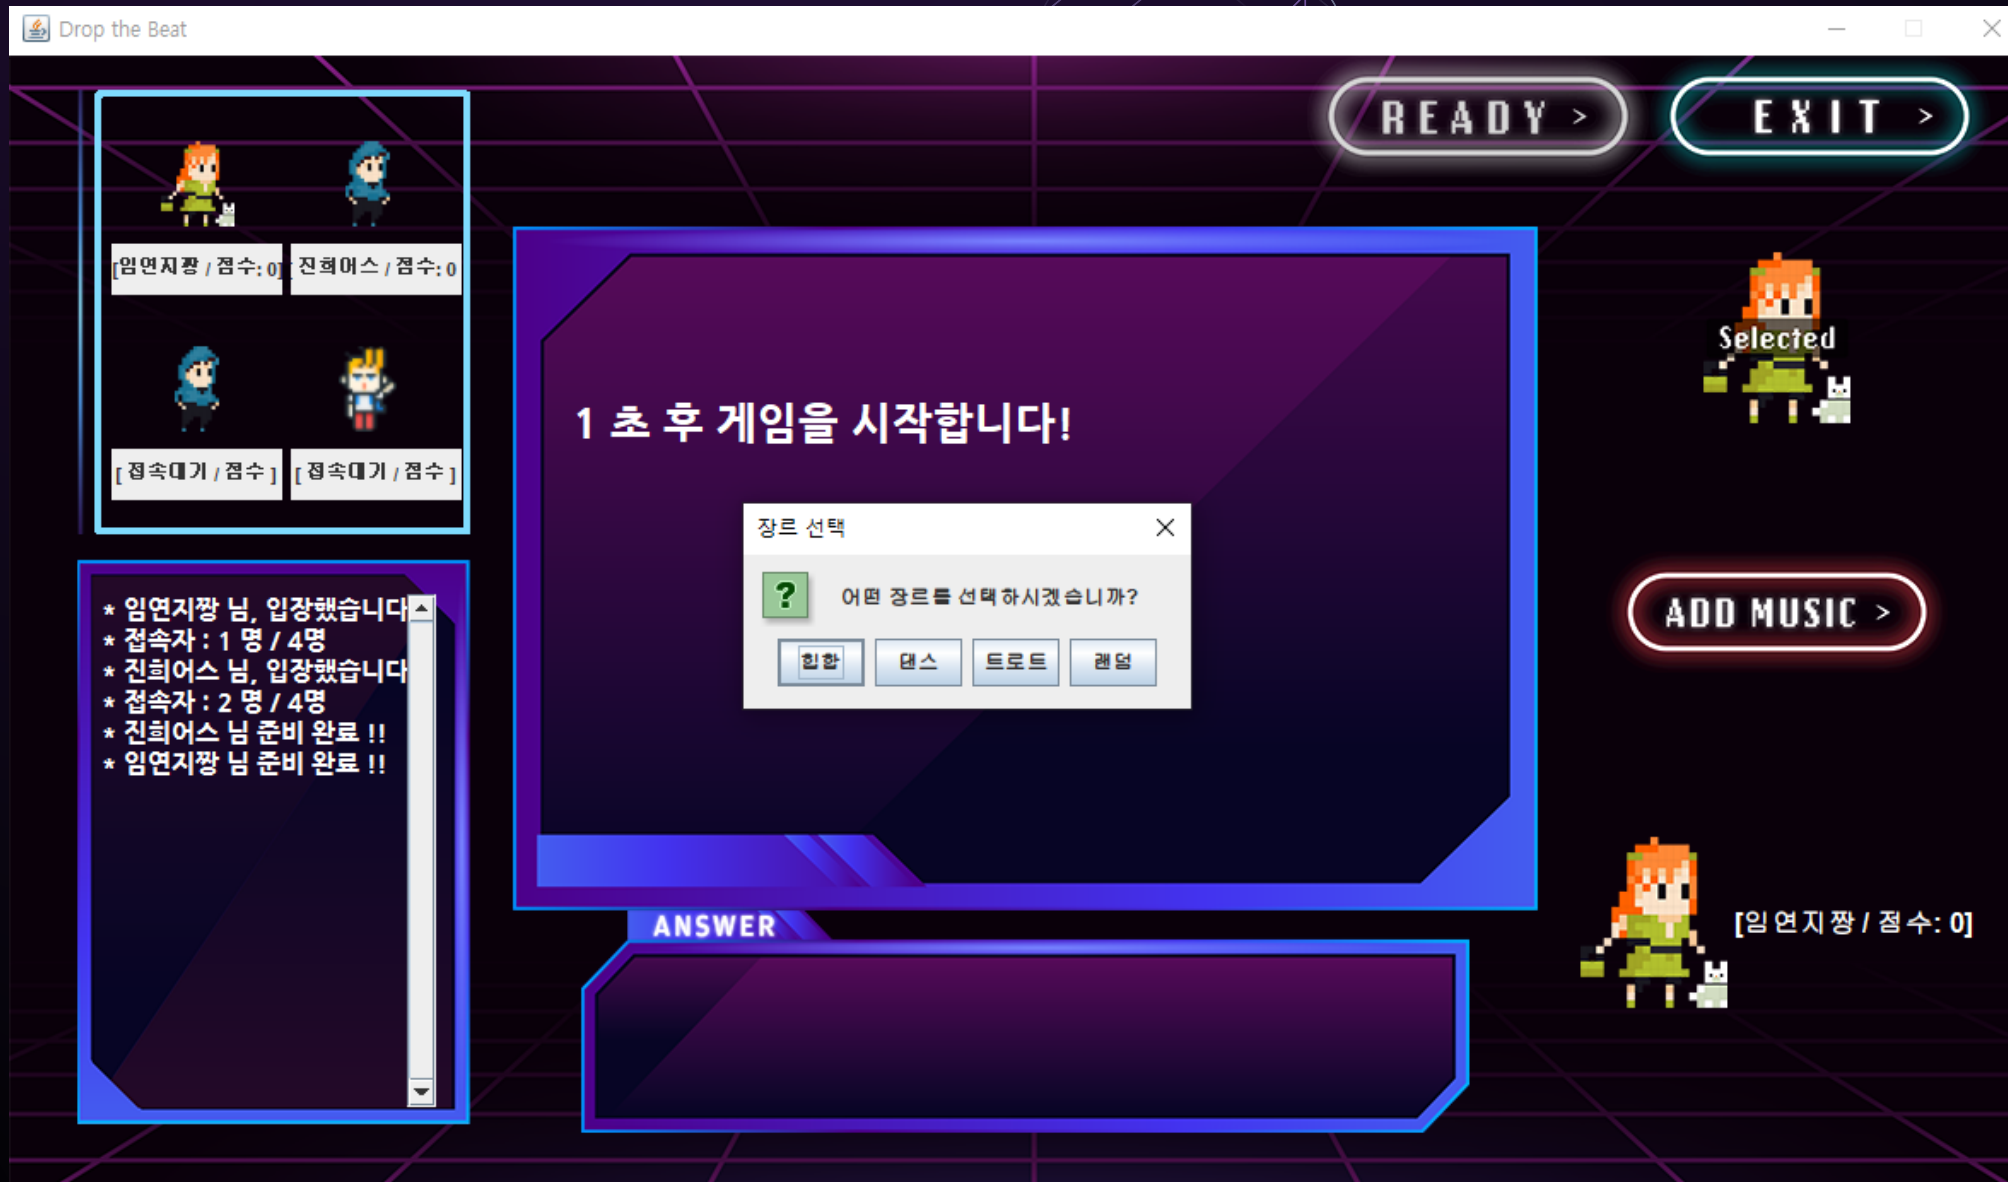 Drop the Beat
READY >
EXIT >
[임연지짱 / 점수: 0]
[ 진희어스 / 점수: 0
[ 접속대기 / 점수 ]
[ 접속대기 / 점수 ]
1 초 후 게임을 시작합니다!
Selected
장르 선택
? 어떤 장르를 선택하시겠습니까?
힙합
댄스
트로트
랜덤
ADD MUSIC >
* 임연지짱 님, 입장했습니다
* 접속자 : 1 명 / 4명
* 진희어스 님, 입장했습니다
* 접속자 : 2 명 / 4명
* 진희어스 님 준비 완료 !!
* 임연지짱 님 준비 완료 !!
ANSWER
[임연지짱 / 점수: 0]